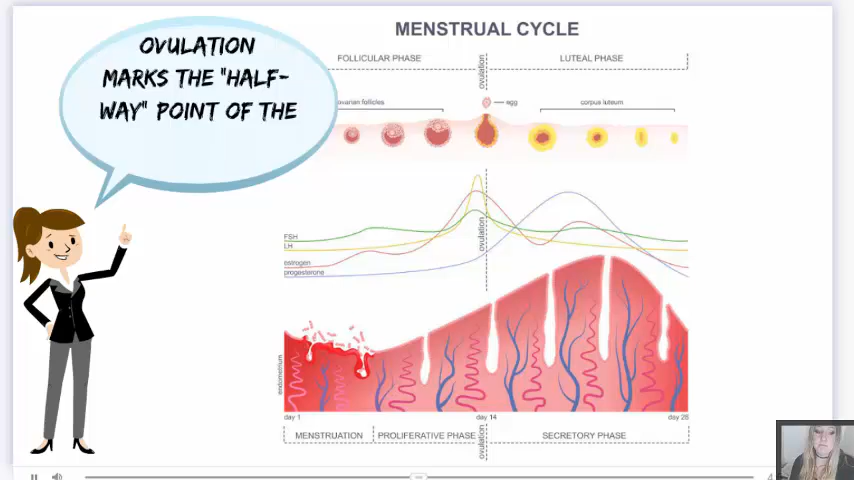 MENSTRUAL CYCLE
OVULATION
MARKS THE "HALF-
WAY" POINT OF THE
FOLLICULAR PHASE
ovulation
LUTEAL PHASE
ovarian follicles
egg
corpus luteum
FSH
LH
estrogen
progesterone
ovulation
endometrium
day 1
day 14
day 28
MENSTRUATION
PROLIFERATIVE PHASE
ovulation
SECRETORY PHASE